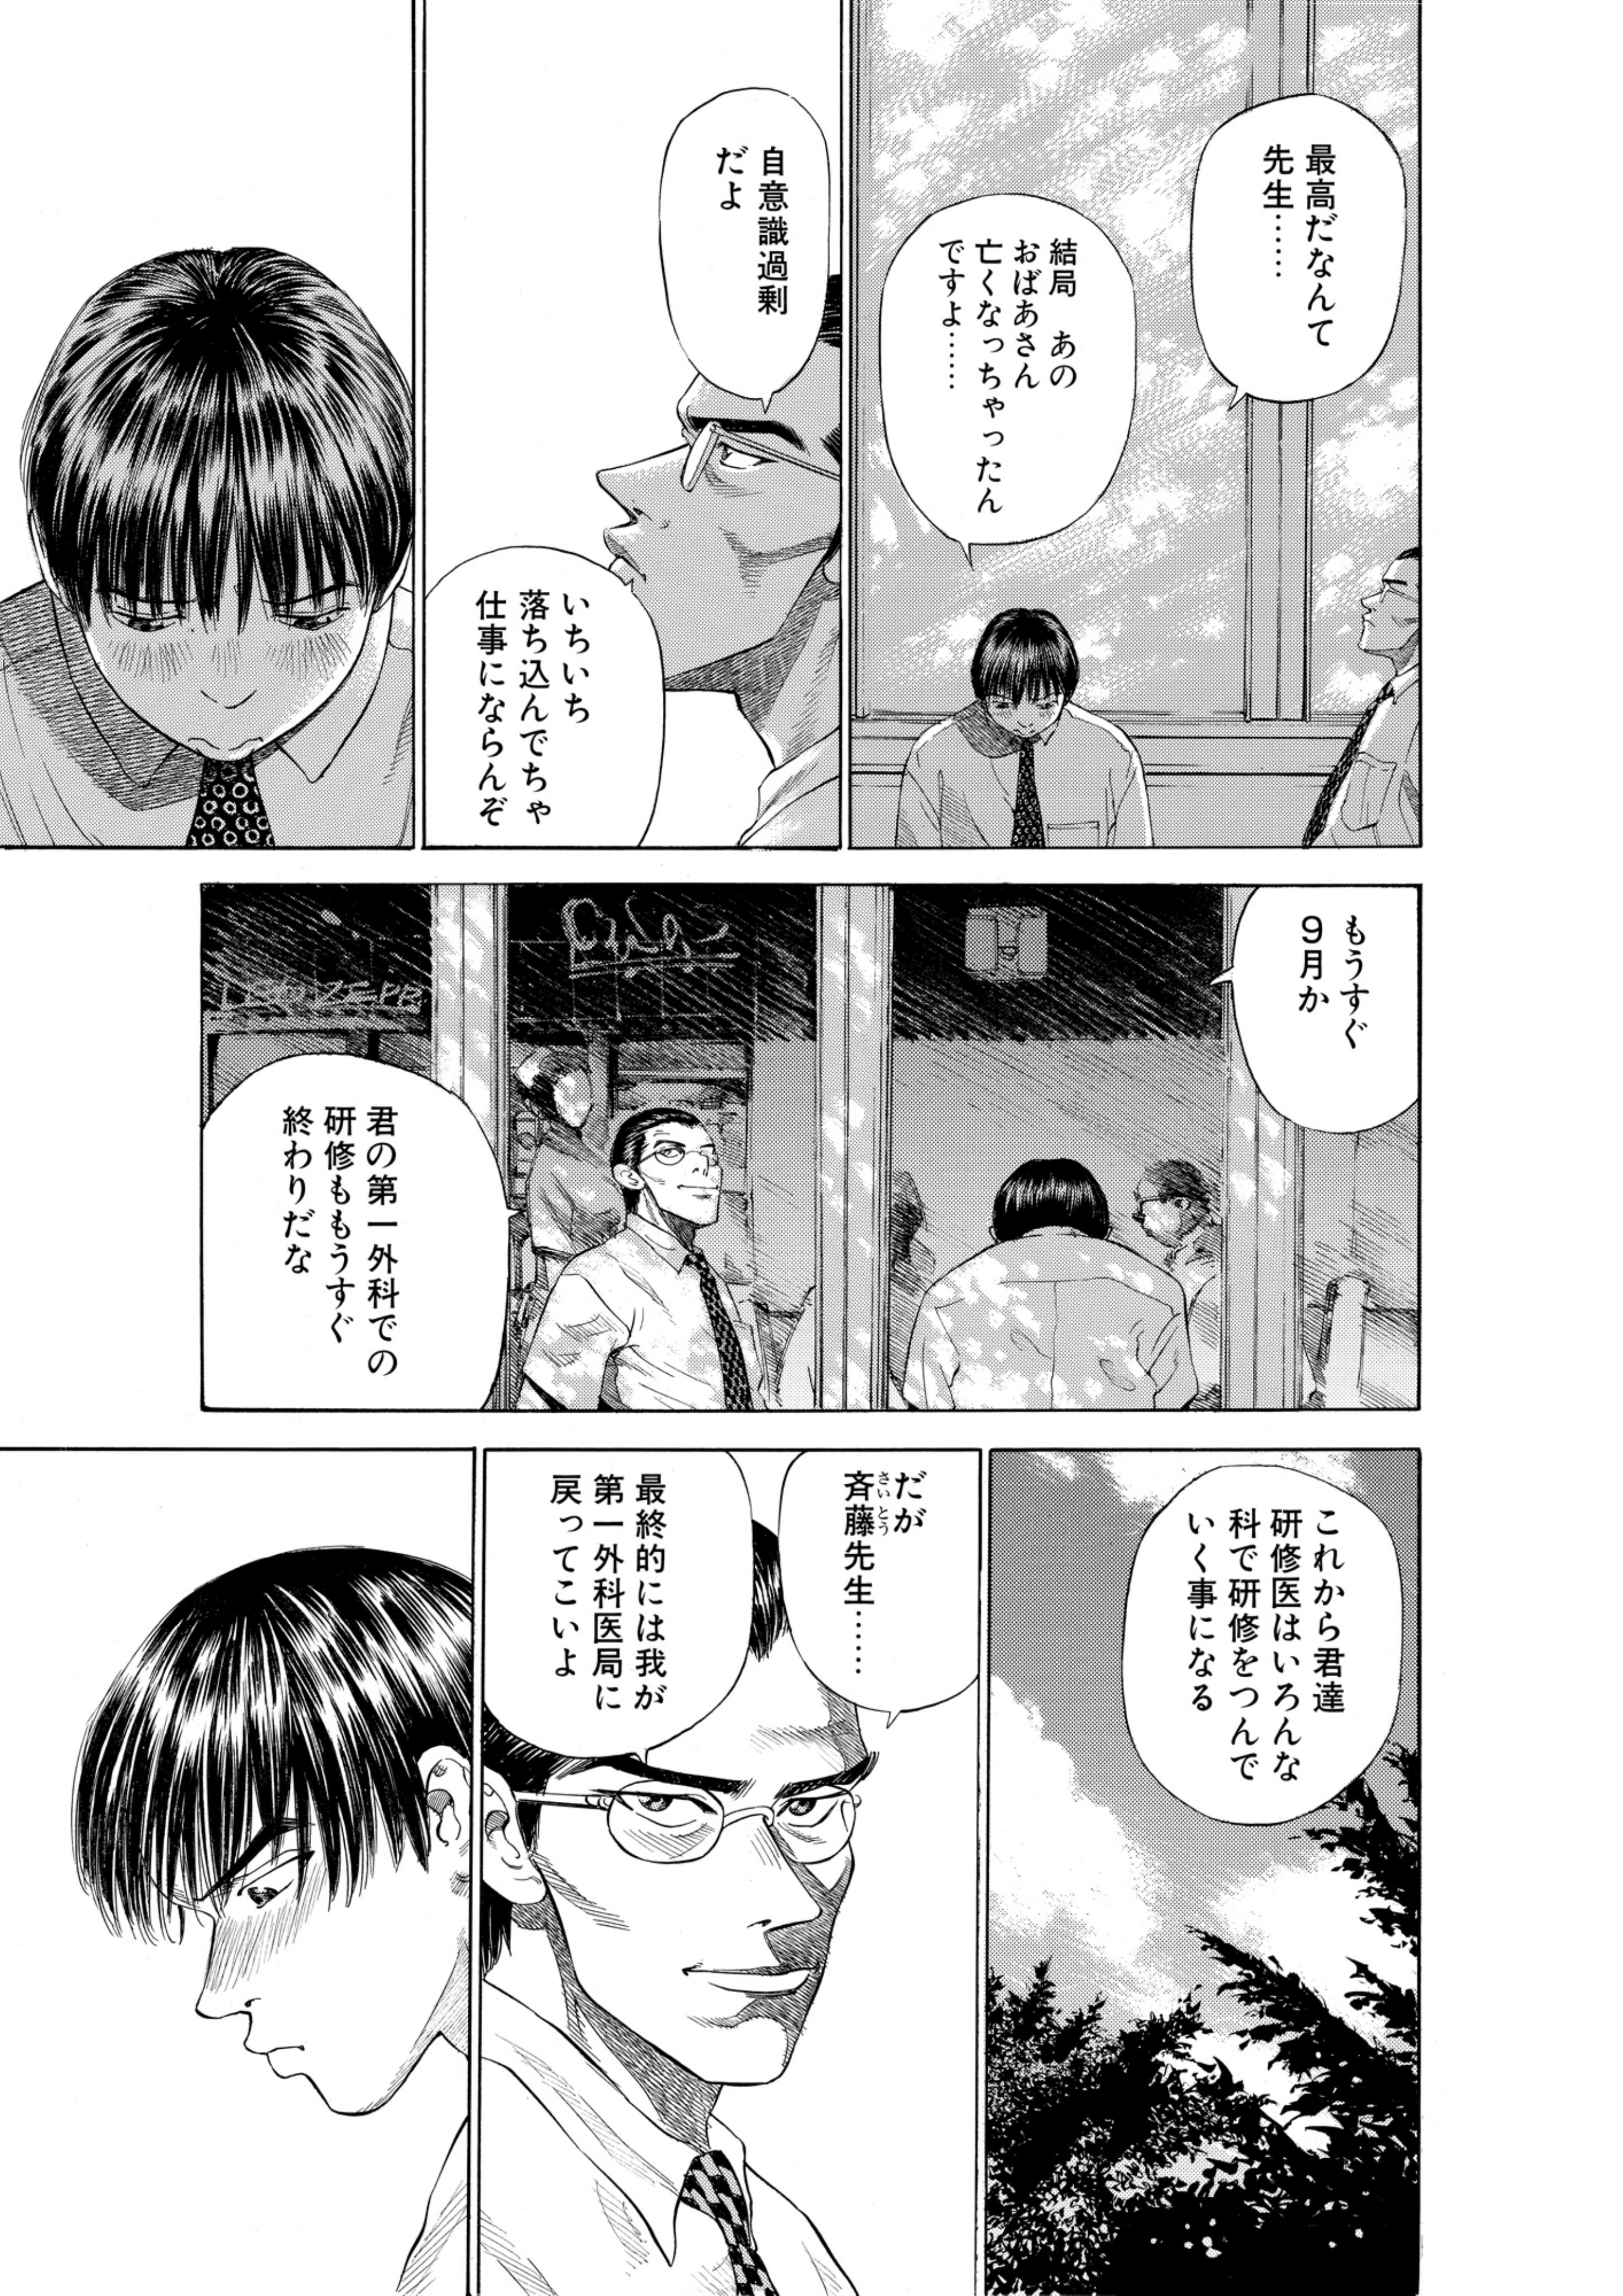 最高だなんて
先生……
結局 あの
おばあさん
亡くなっちゃったん
ですよ……
自意識過剰
だよ
いちいち
落ち込んでちゃ
仕事にならんぞ
もうすぐ
9月か
君の第一外科での
研修ももうすぐ
終わりだな
これから君達
研修医はいろんな
科で研修をつんで
いく事になる
だが
斉藤先生……
さいとう
最終的には我が
第一外科医局に
戻ってこいよ